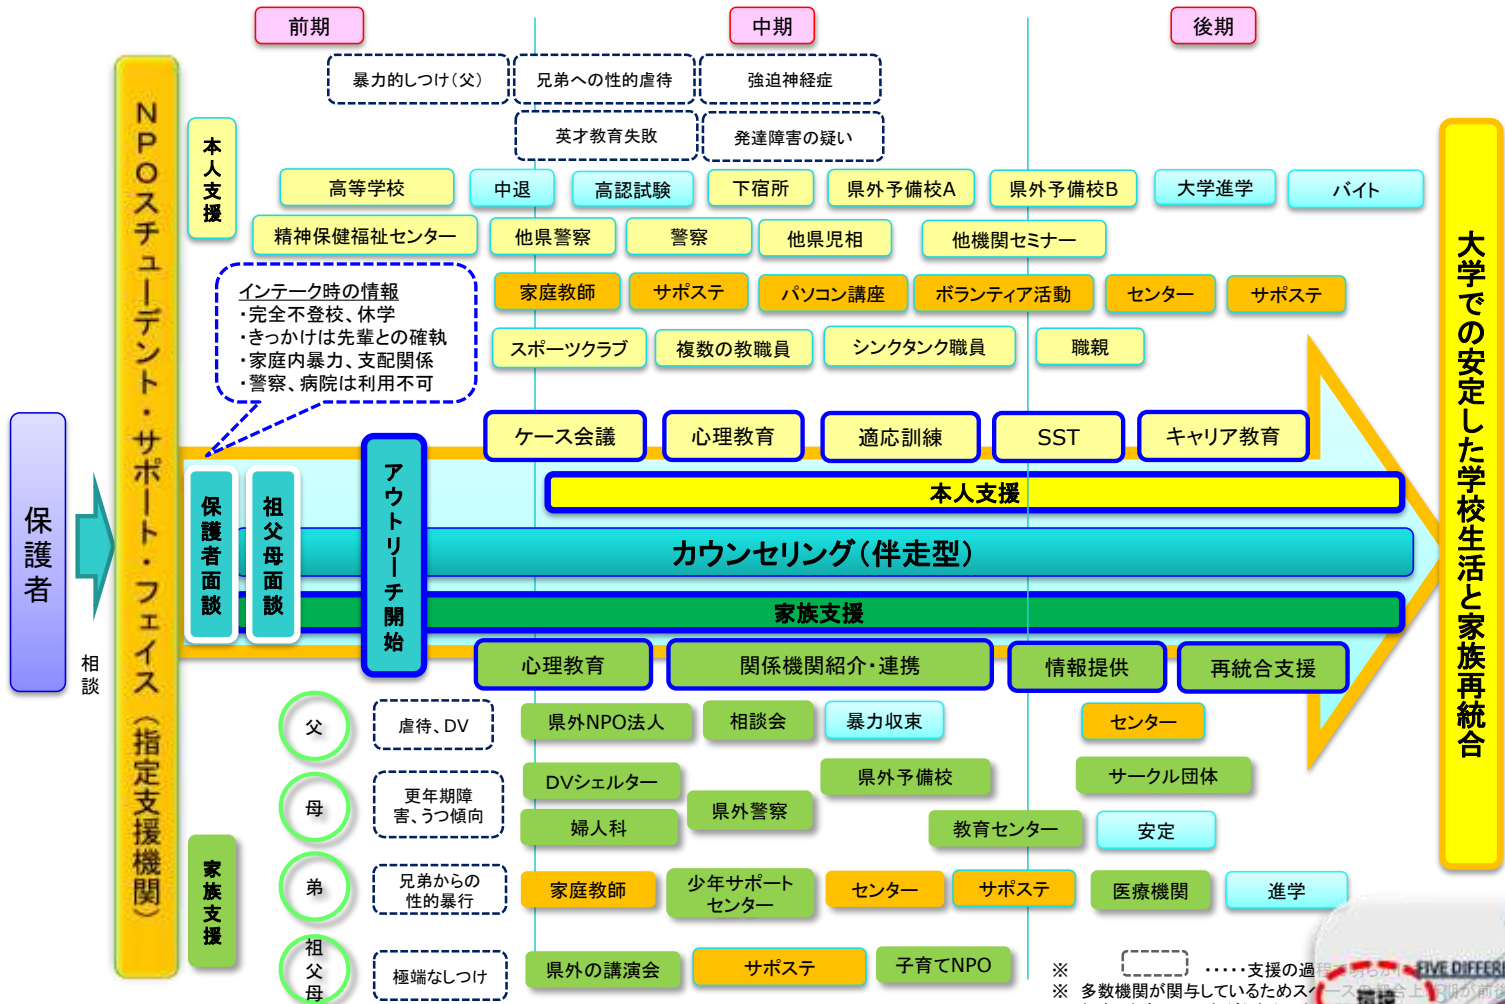 前期
中期
後期
暴力的しつけ(父)
兄弟への性的虐待
強迫神経症
英才教育失敗
発達障害の疑い
NPOスチューデント・サポート・フェイス(指定支援機関)
本人支援
高等学校
中退
高認試験
下宿所
県外予備校A
県外予備校B
大学進学
バイト
精神保健福祉センター
他県警察
警察
他県児相
他機関セミナー
インテーク時の情報
・完全不登校、休学
・きっかけは先輩との確執
・家庭内暴力、支配関係
・警察、病院は利用不可
家庭教師
サポステ
パソコン講座
ボランティア活動
センター
サポステ
スポーツクラブ
複数の教職員
シンクタンク職員
職親
保護者
相談
保護者面談
祖父母面談
アウトリーチ開始
ケース会議
心理教育
適応訓練
SST
キャリア教育
本人支援
カウンセリング(伴走型)
家族支援
心理教育
関係機関紹介・連携
情報提供
再統合支援
大学での安定した学校生活と家族再統合
家族支援
父
虐待、DV
県外NPO法人
相談会
暴力収束
センター
母
更年期障
害、うつ傾向
DVシェルター
県外警察
県外予備校
サークル団体
婦人科
教育センター
安定
弟
兄弟からの
性的暴行
家庭教師
少年サポート
センター
センター
サポステ
医療機関
進学
祖父母
極端なしつけ
県外の講演会
サポステ
子育てNPO
※ ・・・・・支援の過程
※ 多数機関が関与しているためス
FIVE DIFFERE
環境